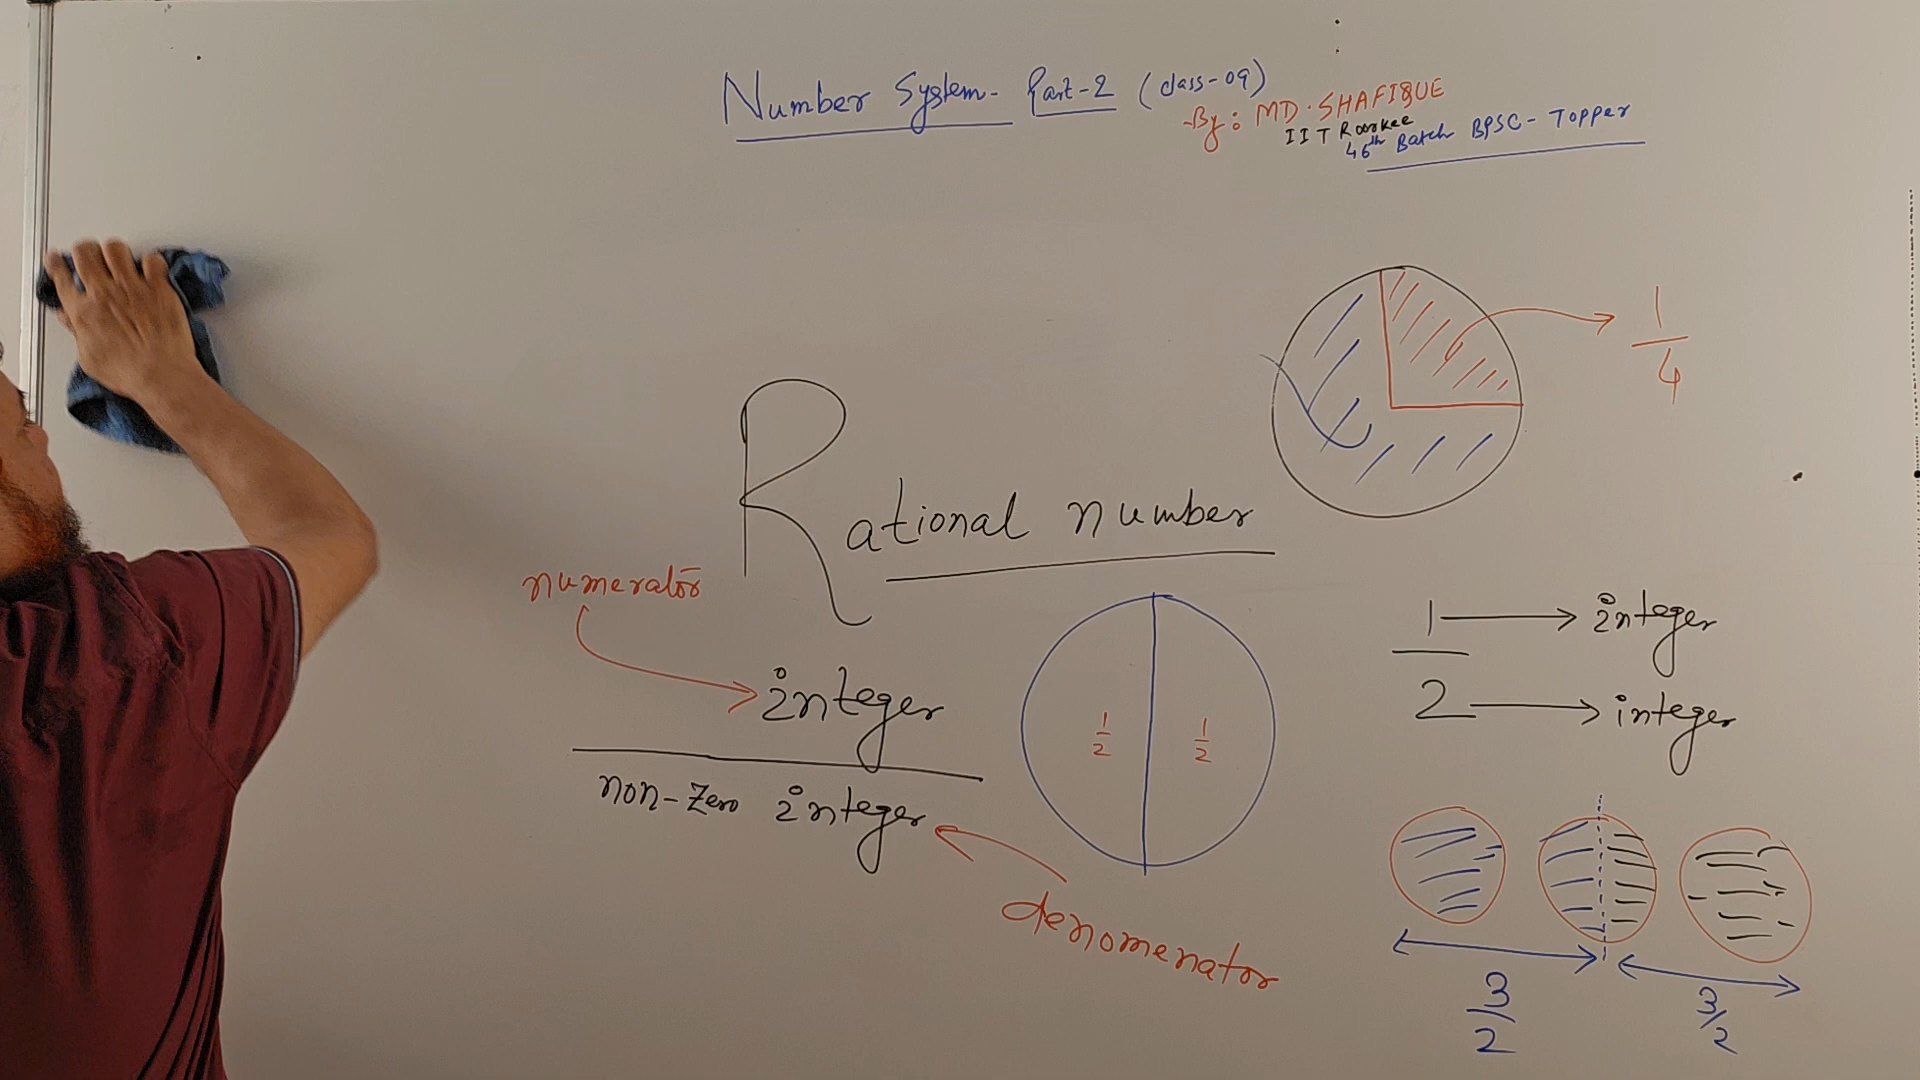 Number System- Part-2 (class-09)
-By: MD. SHAFIQUE
IIT Roorkee
46th Batch BPSC- Topper
1
4
Rational number
numerator
integer
non-Zero integer
denomenator
1
2
1
2
1 integer
2 integer
3
2
3/2